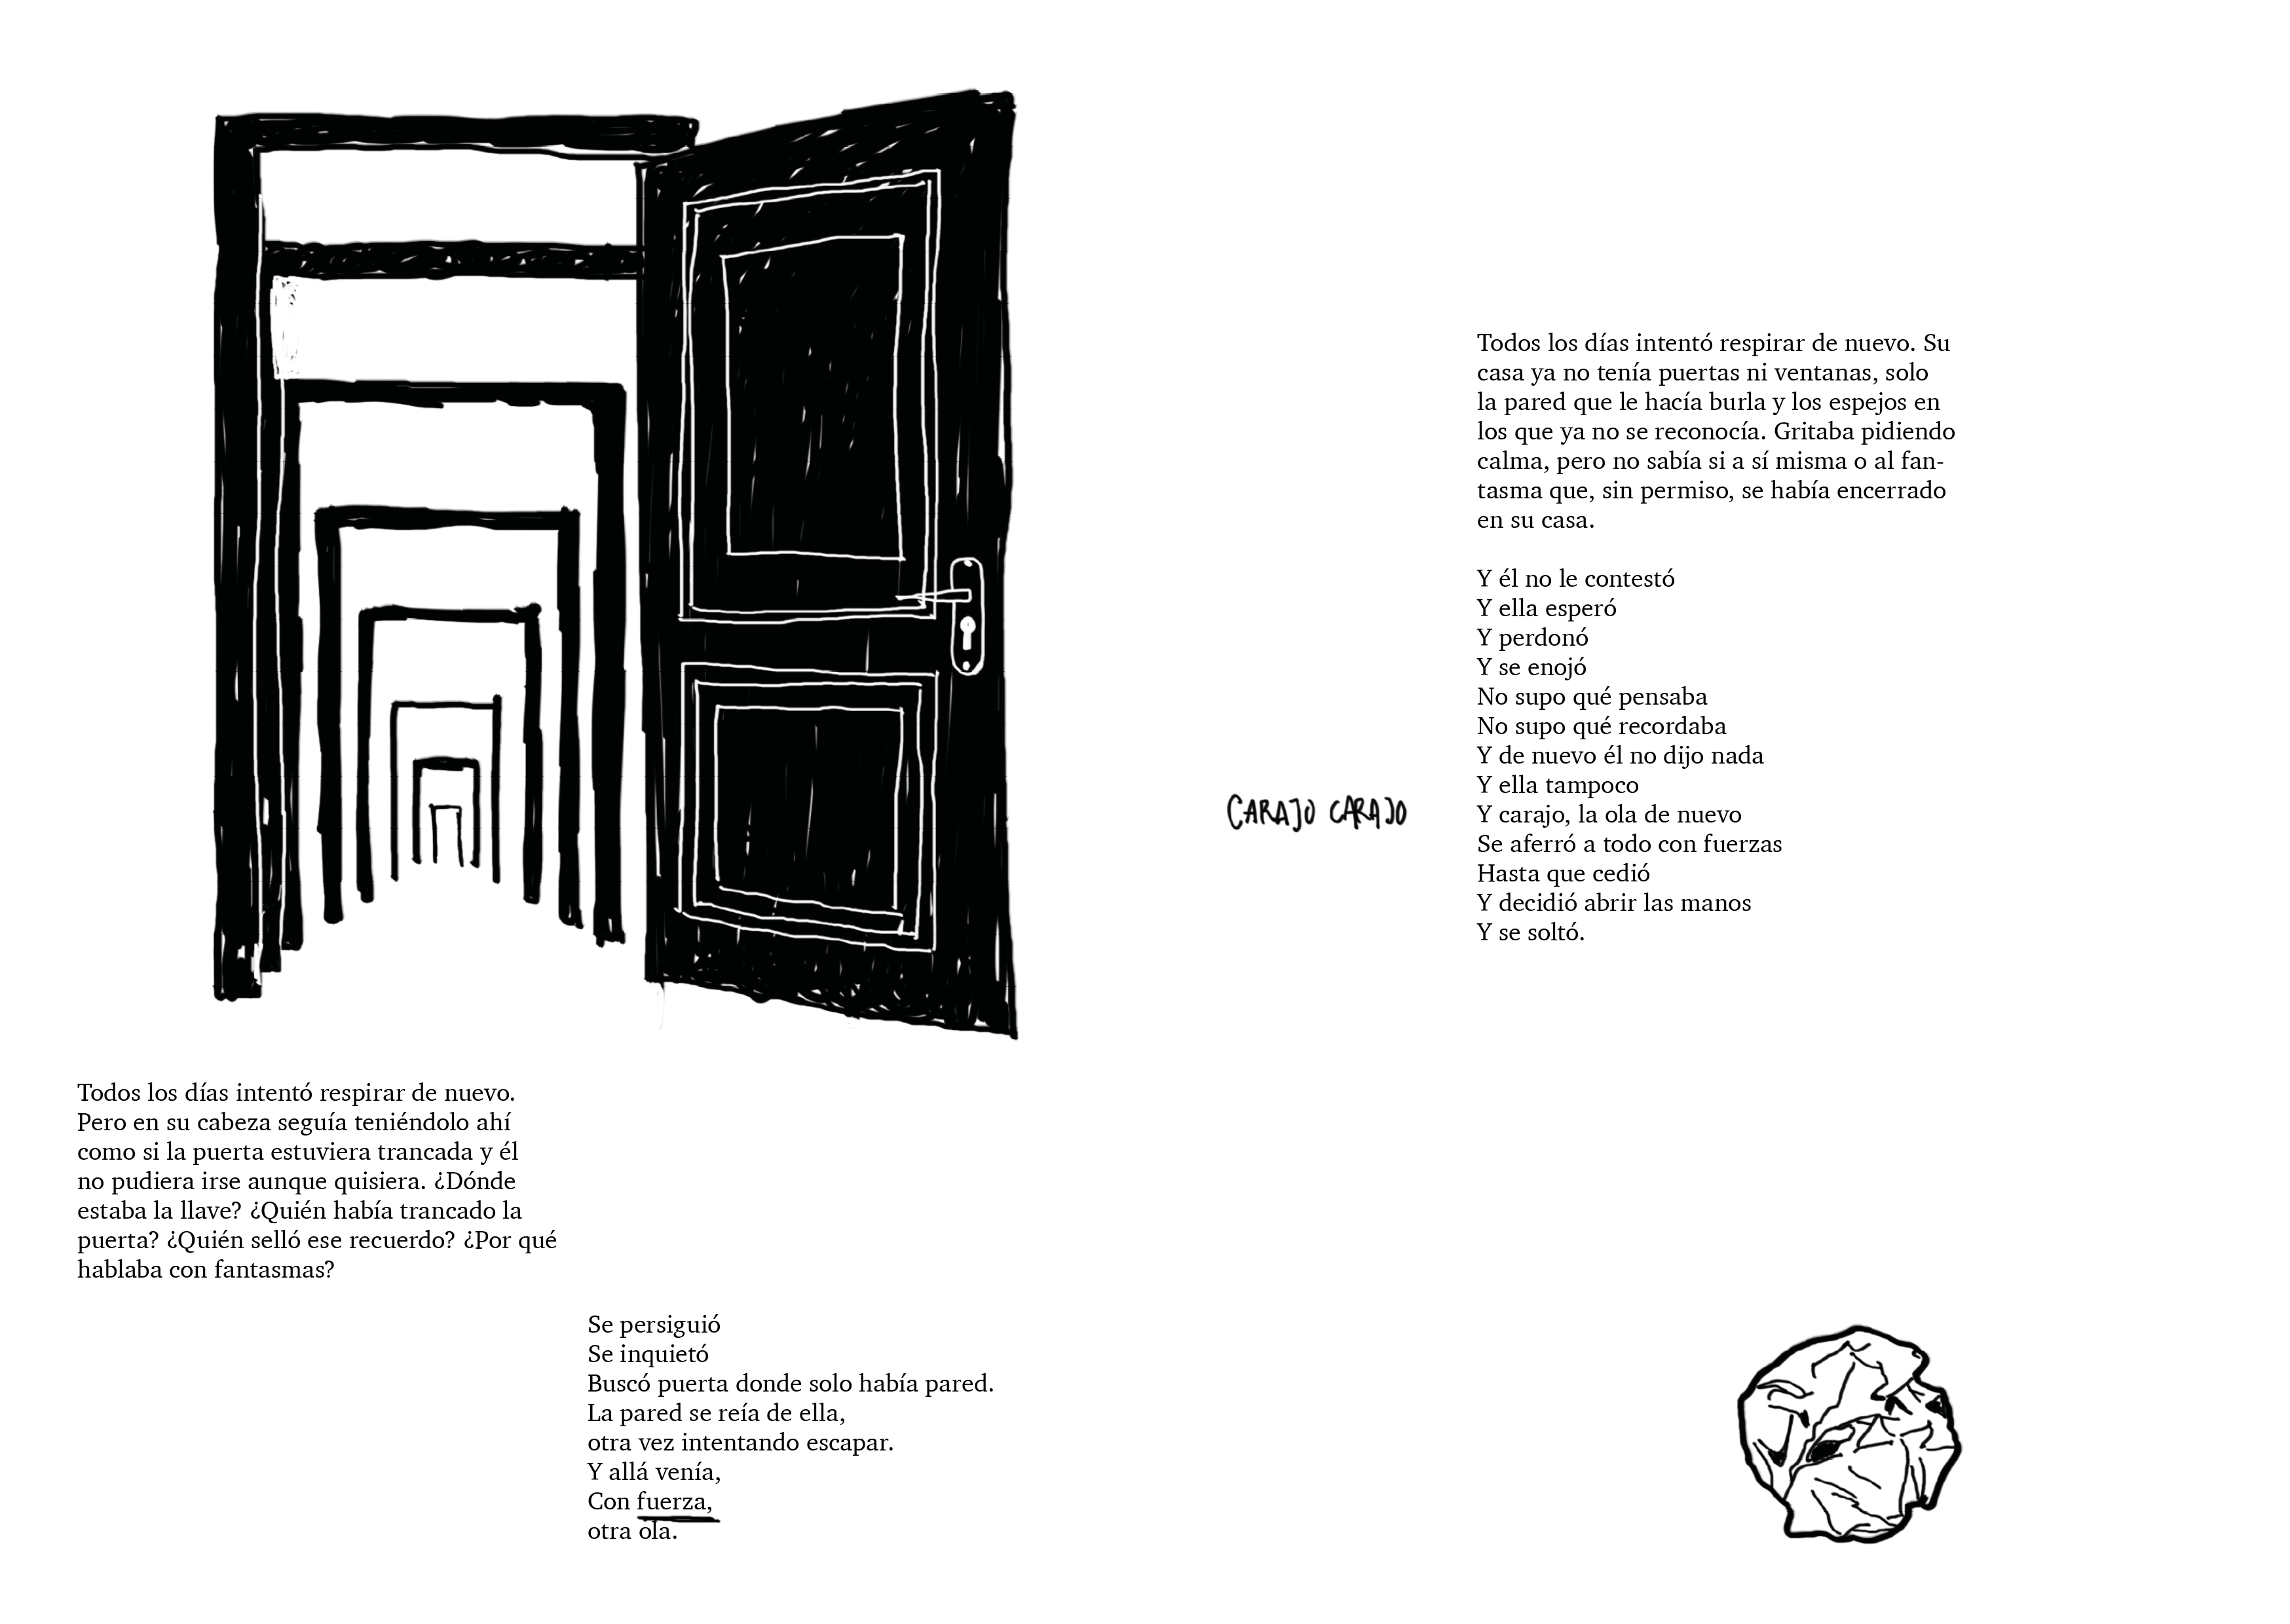 Todos los días intentó respirar de nuevo.
Pero en su cabeza seguía teniéndolo ahí
como si la puerta estuviera trancada y él
no pudiera irse aunque quisiera. ¿Dónde
estaba la llave? ¿Quién había trancado la
puerta? ¿Quién selló ese recuerdo? ¿Por qué
hablaba con fantasmas?
Se persiguió
Se inquietó
Buscó puerta donde solo había pared.
La pared se reía de ella,
otra vez intentando escapar.
Y allá venía,
Con fuerza,
otra ola.
Todos los días intentó respirar de nuevo. Su
casa ya no tenía puertas ni ventanas, solo
la pared que le hacía burla y los espejos en
los que ya no se reconocía. Gritaba pidiendo
calma, pero no sabía si a sí misma o al fan-
tasma que, sin permiso, se había encerrado
en su casa.
Y él no le contestó
Y ella esperó
Y perdonó
Y se enojó
No supo qué pensaba
No supo qué recordaba
Y de nuevo él no dijo nada
Y ella tampoco
CARAJO CARAJO
Y carajo, la ola de nuevo
Se aferró a todo con fuerzas
Hasta que cedió
Y decidió abrir las manos
Y se soltó.